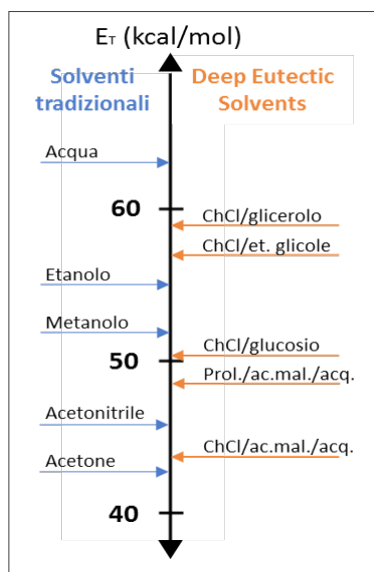 E_T (kcal/mol)
Solventi
tradizionali
Deep Eutectic
Solvents
Acqua
60
ChCl/glicerolo
ChCl/et. glicole
Etanolo
Metanolo
ChCl/glucosio
50
Prol./ac.mal./acq.
Acetonitrile
ChCl/ac.mal./acq.
Acetone
40